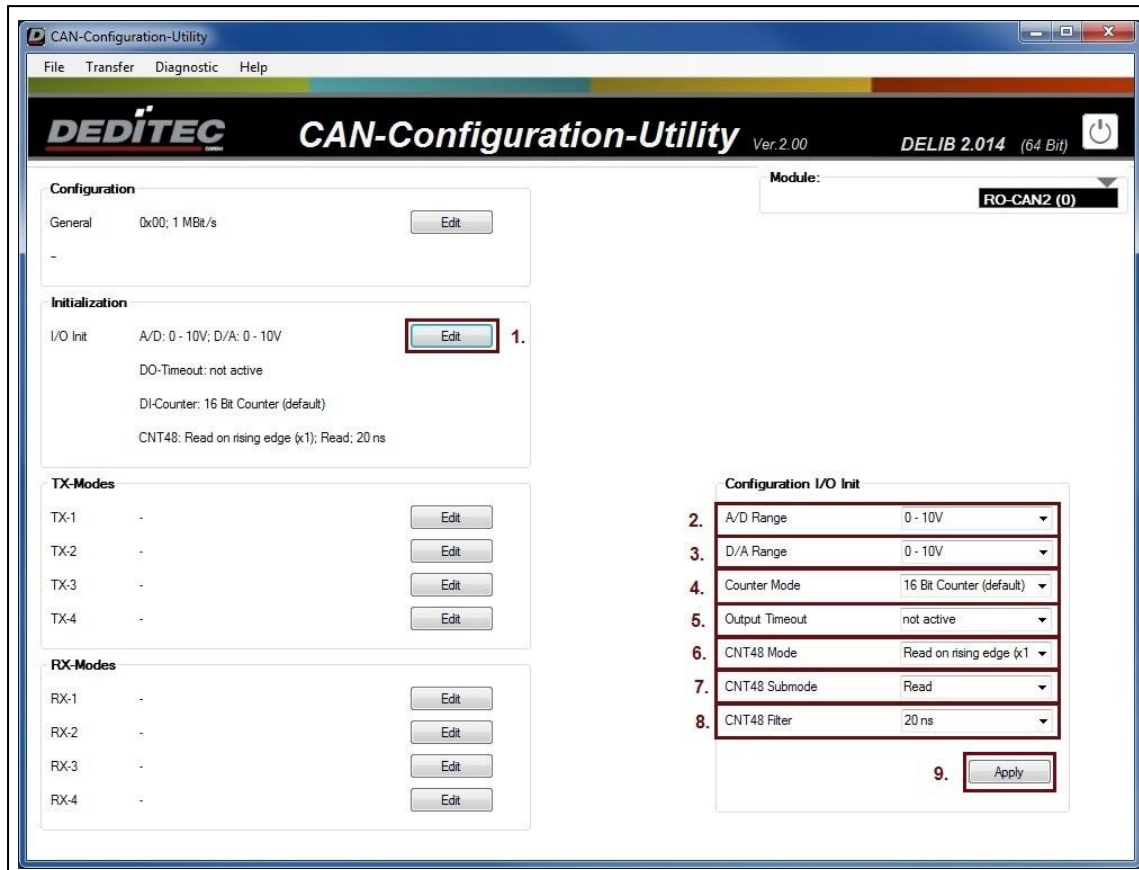 CAN-Configuration-Utility
File Transfer Diagnostic Help
DEDITEC GMBH
CAN-Configuration-Utility Ver.2.00
DELIB 2.014 (64 Bit)
Module:
RO-CAN2 (0)
Configuration
General 0x00; 1 MBit/s Edit
-
Initialization
I/O Init A/D: 0 - 10V; D/A: 0 - 10V Edit 1.
DO-Timeout: not active
DI-Counter: 16 Bit Counter (default)
CNT48: Read on rising edge (x1); Read; 20 ns
TX-Modes
TX-1 - Edit
TX-2 - Edit
TX-3 - Edit
TX-4 - Edit
RX-Modes
RX-1 - Edit
RX-2 - Edit
RX-3 - Edit
RX-4 - Edit
Configuration I/O Init
2. A/D Range 0 - 10V
3. D/A Range 0 - 10V
4. Counter Mode 16 Bit Counter (default)
5. Output Timeout not active
6. CNT48 Mode Read on rising edge (x1
7. CNT48 Submode Read
8. CNT48 Filter 20 ns
9. Apply